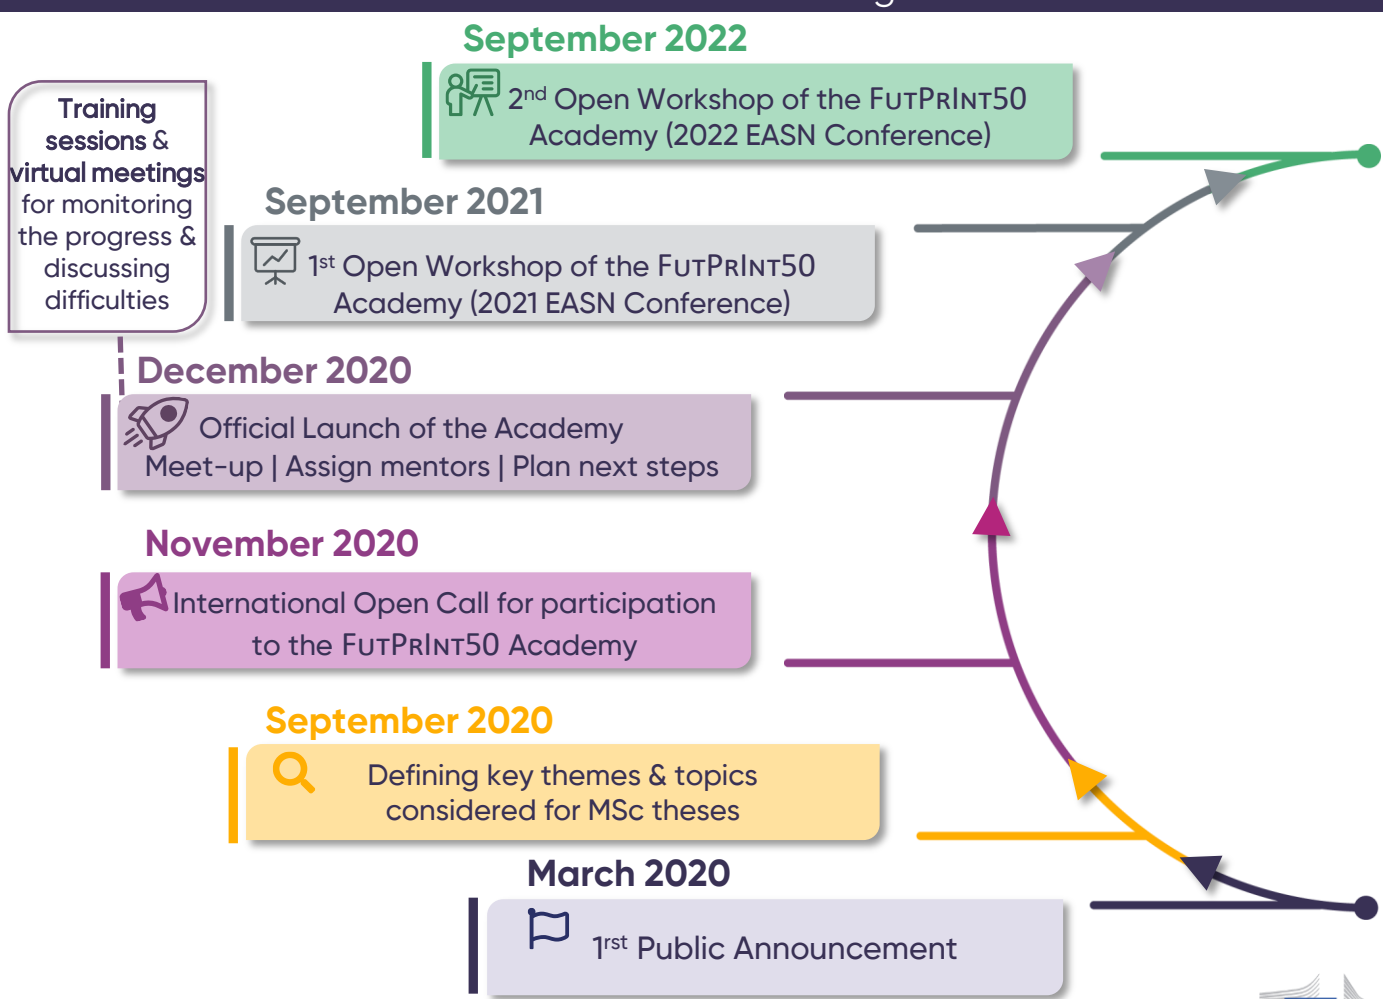 September 2022
2nd Open Workshop of the FUTPRINT50
Academy (2022 EASN Conference)
Training
sessions &
virtual meetings
for monitoring
the progress &
discussing
difficulties
September 2021
1st Open Workshop of the FUTPRINT50
Academy (2021 EASN Conference)
December 2020
Official Launch of the Academy
Meet-up | Assign mentors | Plan next steps
November 2020
International Open Call for participation
to the FUTPRINT50 Academy
September 2020
Defining key themes & topics
considered for MSc theses
March 2020
1rst Public Announcement